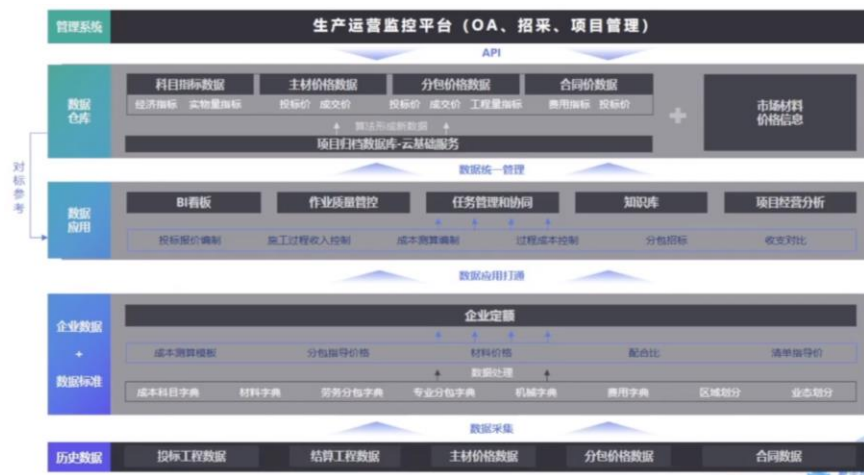 管理系统
生产运营监控平台（OA、招采、项目管理）
API
数据
仓库
科目指标数据 主材价格数据 分包价格数据 合同价数据
经济指标 实物量指标 投标价 成交价 投标价 成交价 工程量指标 费用指标 投标价
算法形成新数据
项目归档数据库-云基础服务
市场材料
价格信息
数据统一管理
对标参考
数据
应用
BI看板 作业质量管控 任务管理和协同 知识库 项目经营分析
投标报价编制 施工过程收入控制 成本测算编制 过程成本控制 分包招标 收支对比
数据应用打通
企业数据
+
数据标准
企业定额
成本测算模板 分包指导价格 材料价格 配合比 清单指导价
数据处理
成本科目字典 材料字典 劳务分包字典 专业分包字典 机械字典 费用字典 区域划分 业态划分
数据采集
历史数据
投标工程数据 结算工程数据 主材价格数据 分包价格数据 合同数据